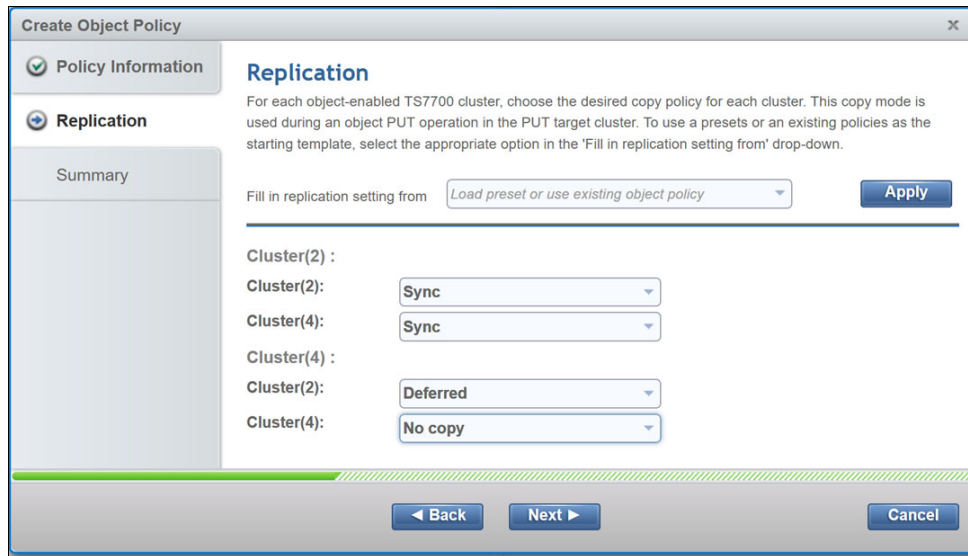 Create Object Policy x
Policy Information
Replication
Summary
Replication
For each object-enabled TS7700 cluster, choose the desired copy policy for each cluster. This copy mode is
used during an object PUT operation in the PUT target cluster. To use a presets or an existing policies as the
starting template, select the appropriate option in the 'Fill in replication setting from' drop-down.
Fill in replication setting from Load preset or use existing object policy Apply
Cluster(2) :
Cluster(2): Sync
Cluster(4): Sync
Cluster(4) :
Cluster(2): Deferred
Cluster(4): No copy
Back Next Cancel